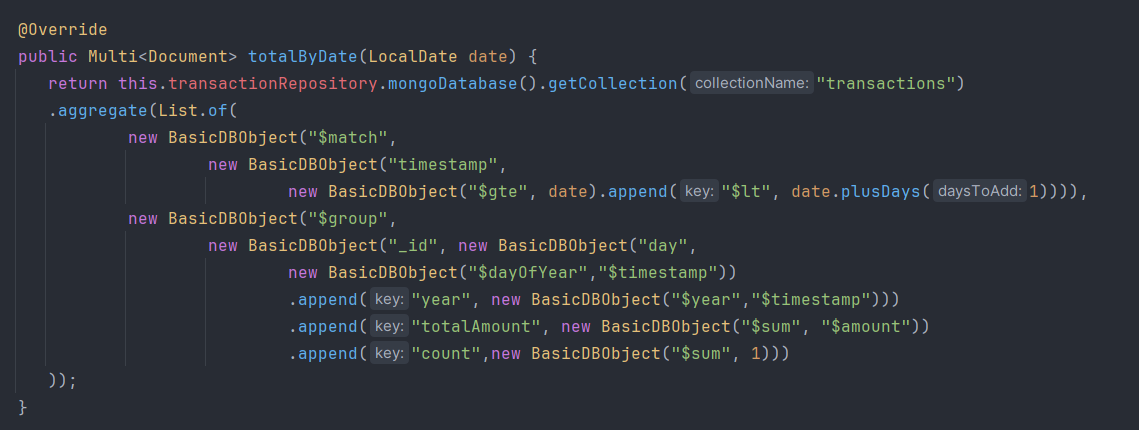 @Override
public Multi<Document> totalByDate(LocalDate date) {
return this.transactionRepository.mongoDatabase().getCollection( collectionName: "transactions")
.aggregate(List.of(
new BasicDBObject("$match",
new BasicDBObject("timestamp",
new BasicDBObject("$gte", date).append( key: "$lt", date.plusDays( daysToAdd: 1)))),
new BasicDBObject("$group",
new BasicDBObject("_id", new BasicDBObject("day",
new BasicDBObject("$dayOfYear","$timestamp"))
.append( key: "year", new BasicDBObject("$year","$timestamp")))
.append( key: "totalAmount", new BasicDBObject("$sum", "$amount"))
.append( key: "count",new BasicDBObject("$sum", 1)))
));
}